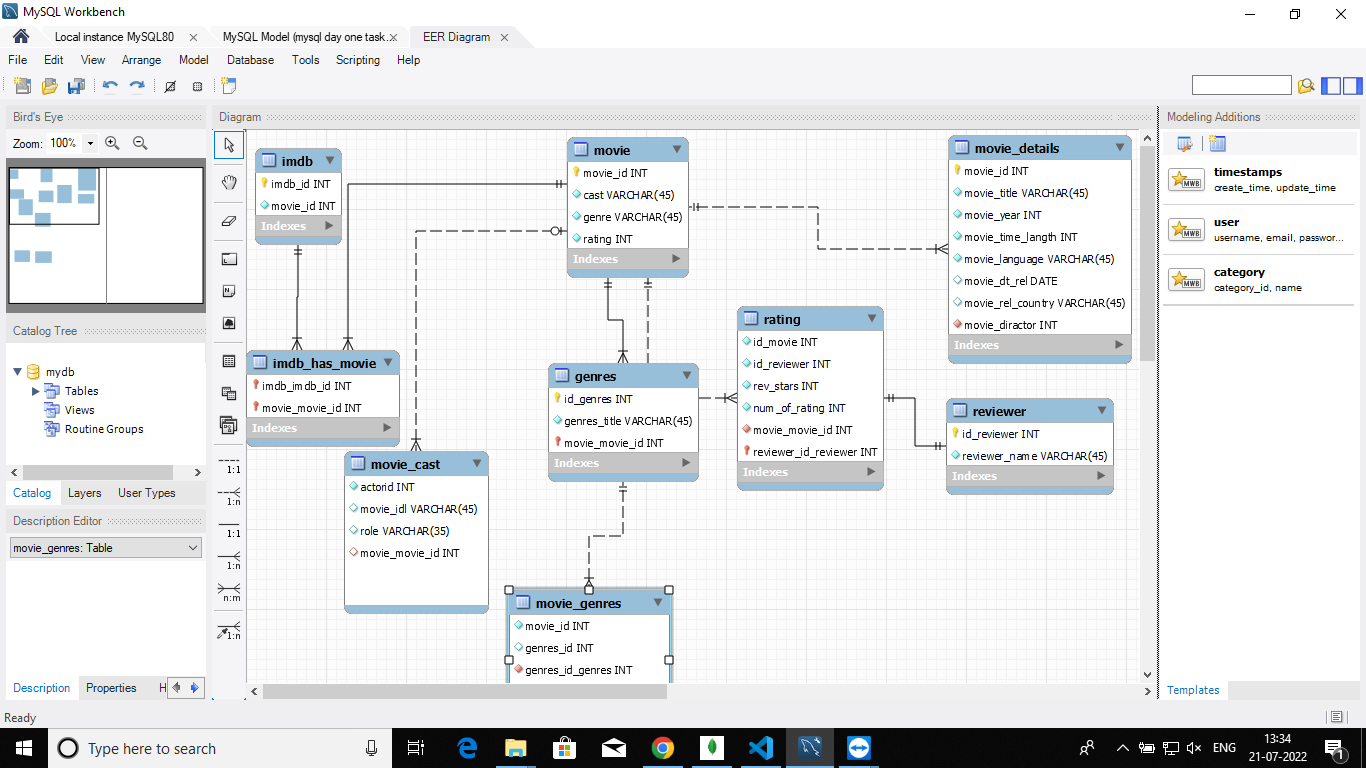 MySQL Workbench
Local instance MySQL80
MySQL Model (mysql day one task.
EER Diagram
File Edit View Arrange Model Database Tools Scripting Help
Bird's Eye
Zoom: 100%
Catalog Tree
mydb
Tables
Views
Routine Groups
Catalog Layers User Types
Description Editor
movie_genres: Table
Description Properties H
Diagram
1:1
1:n
1:1
1:n
n:m
1:n
imdb
imdb_id INT
movie_id INT
Indexes
movie
movie_id INT
cast VARCHAR(45)
genre VARCHAR(45)
rating INT
Indexes
movie_details
movie_id INT
movie_title VARCHAR(45)
movie_year INT
movie_time_langth INT
movie_language VARCHAR(45)
movie_dt_rel DATE
movie_rel_country VARCHAR(45)
movie_diractor INT
Indexes
imdb_has_movie
imdb_imdb_id INT
movie_movie_id INT
Indexes
genres
id_genres INT
genres_title VARCHAR(45)
movie_movie_id INT
Indexes
rating
id_movie INT
id_reviewer INT
rev_stars INT
num_of_rating INT
movie_movie_id INT
reviewer_id_reviewer INT
Indexes
reviewer
id_reviewer INT
reviewer_name VARCHAR(45)
Indexes
movie_cast
actorid INT
movie_idl VARCHAR(45)
role VARCHAR(35)
movie_movie_id INT
movie_genres
movie_id INT
genres_id INT
genres_id_genres INT
Modeling Additions
MWB
timestamps
create_time, update_time
MWB
user
username, email, passwor...
MWB
category
category_id, name
Templates
Ready
Type here to search
ENG
13:34
21-07-2022
1